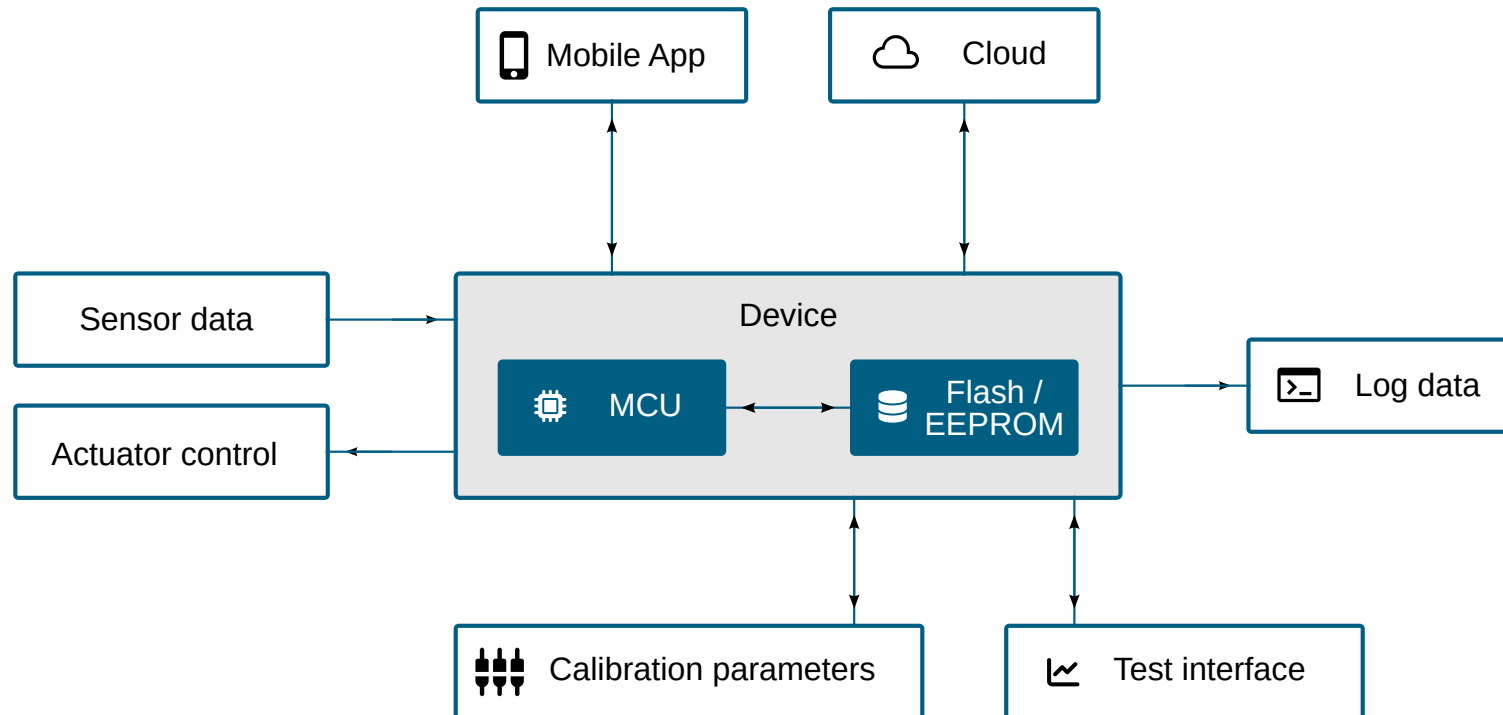 Mobile App
Cloud
Sensor data
Device
MCU
Flash /
EEPROM
Log data
Actuator control
Calibration parameters
Test interface